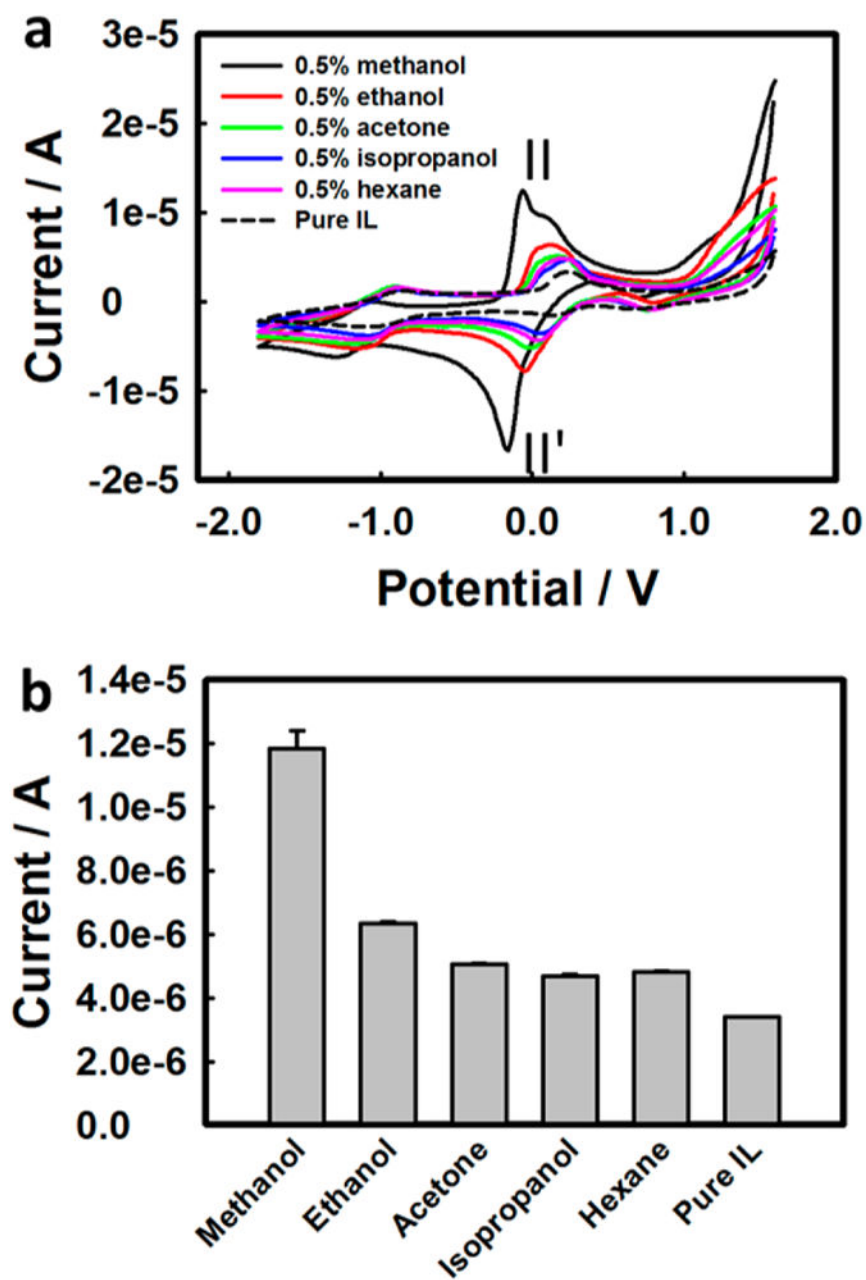 a
3e-5
2e-5
1e-5
0
-1e-5
-2e-5
Current / A
0.5% methanol
0.5% ethanol
0.5% acetone
0.5% isopropanol
0.5% hexane
Pure IL
II
II'
-2.0 -1.0 0.0 1.0 2.0
Potential / V
b
1.4e-5
1.2e-5
1.0e-5
8.0e-6
6.0e-6
4.0e-6
2.0e-6
0.0
Current / A
Methanol Ethanol Acetone Isopropanol Hexane Pure IL